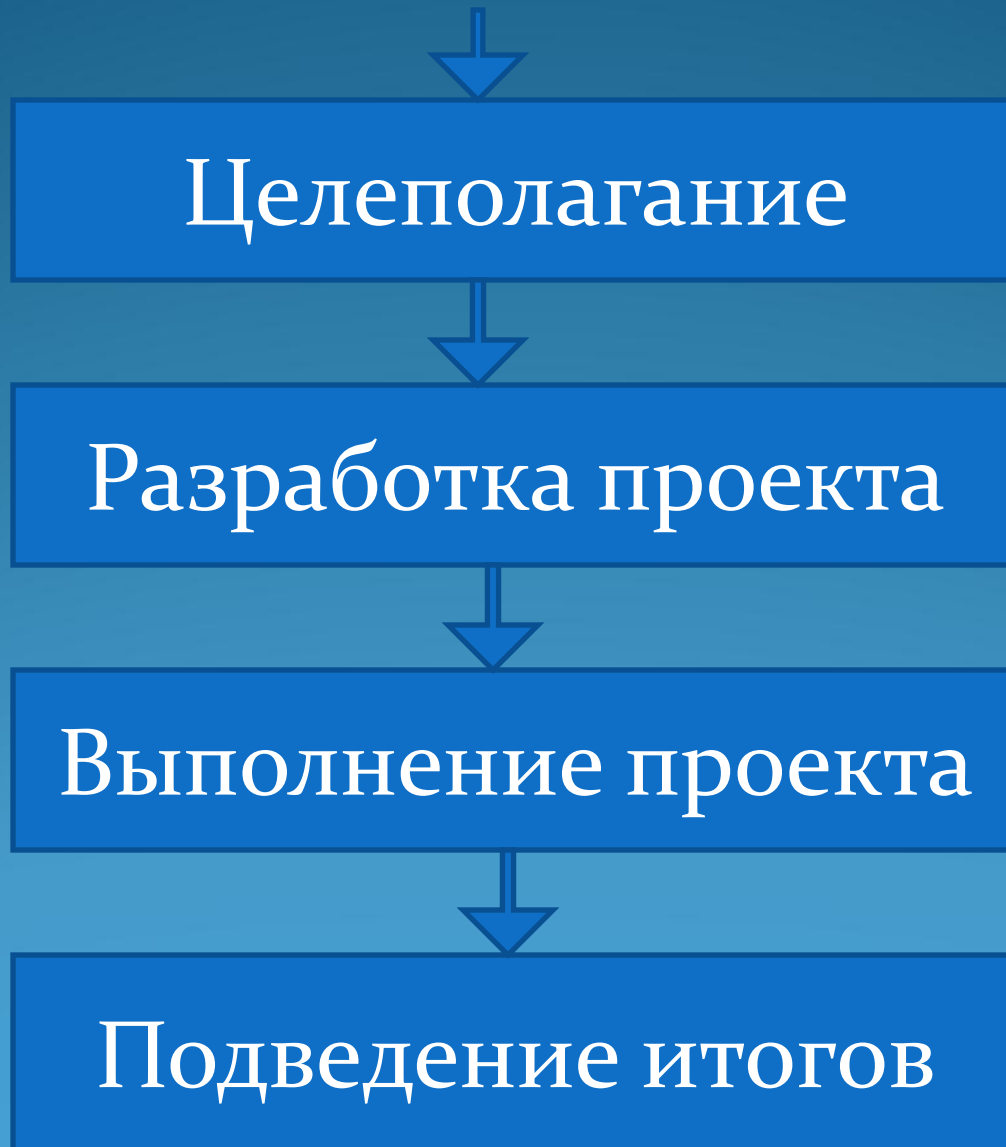 Целеполагание
Разработка проекта
Выполнение проекта
Подведение итогов